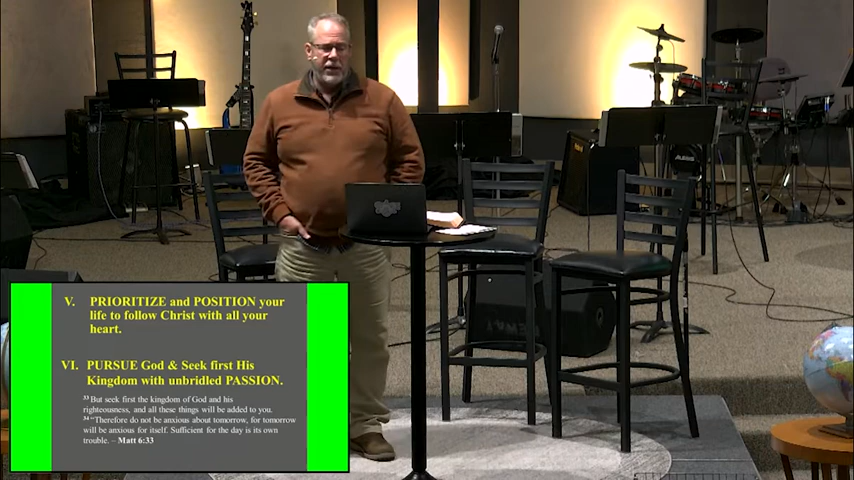 V. PRIORITIZE and POSITION your
life to follow Christ with all your
heart.
VI. PURSUE God & Seek first His
Kingdom with unbridled PASSION.
33 But seek first the kingdom of God and his
righteousness, and all these things will be added to you.
34 “Therefore do not be anxious about tomorrow, for tomorrow
will be anxious for itself. Sufficient for the day is its own
trouble. – Matt 6:33
ALESIS